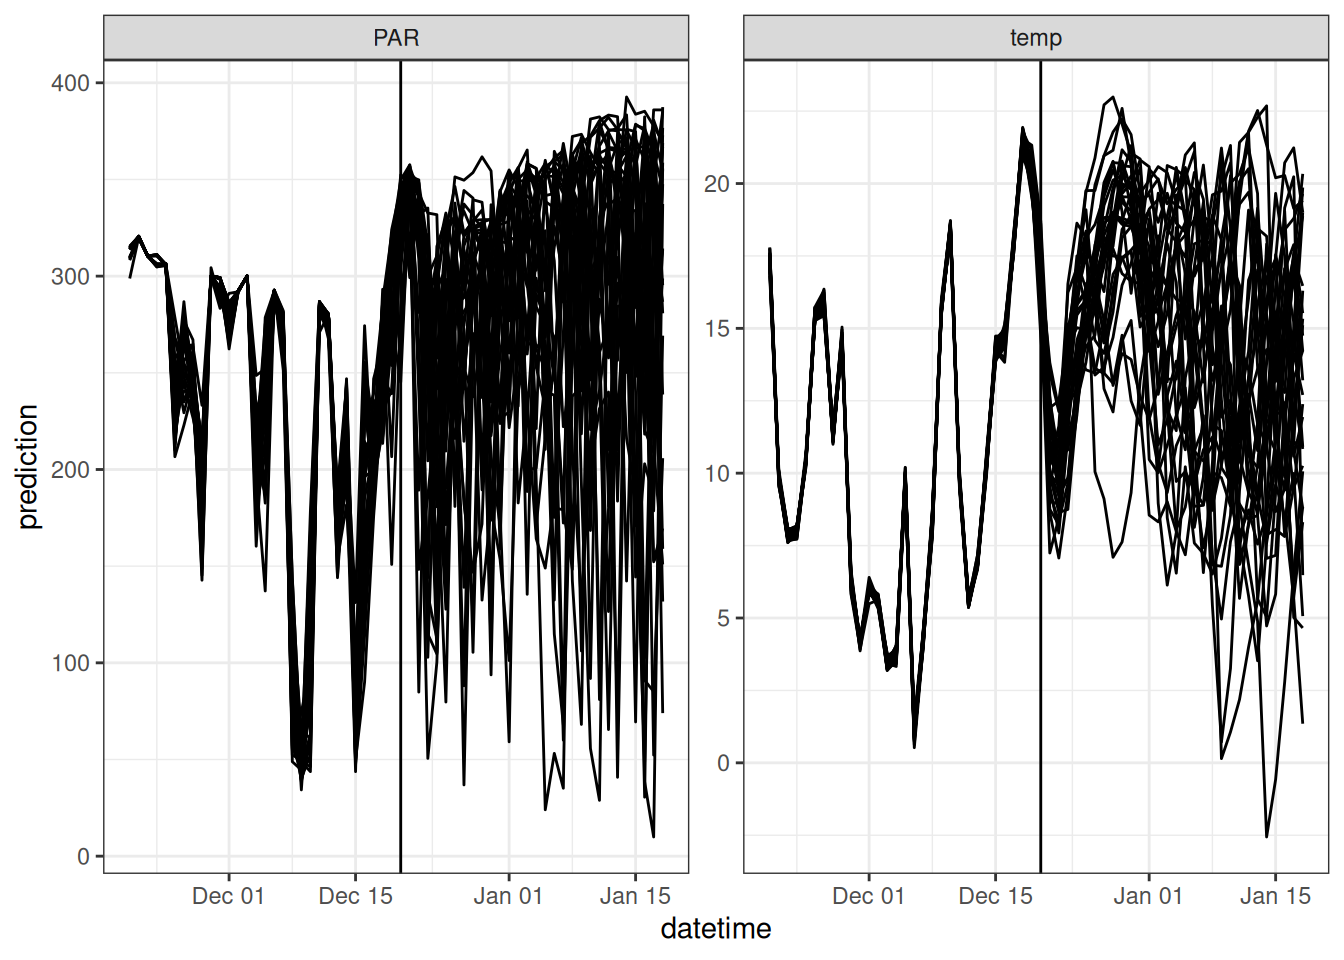 PAR
temp
prediction
400
300
200
100
0
20
15
10
5
0
Dec 01
Dec 15
Jan 01
Jan 15
Dec 01
Dec 15
Jan 01
Jan 15
datetime